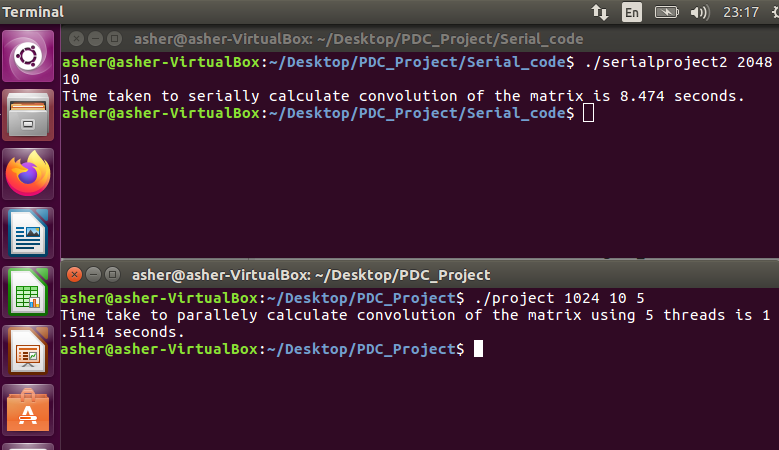 Terminal En 23:17
asher@asher-VirtualBox: ~/Desktop/PDC_Project/Serial_code
asher@asher-VirtualBox:~/Desktop/PDC_Project/Serial_code$ ./serialproject2 2048
10
Time taken to serially calculate convolution of the matrix is 8.474 seconds.
asher@asher-VirtualBox:~/Desktop/PDC_Project/Serial_code$
asher@asher-VirtualBox: ~/Desktop/PDC_Project
asher@asher-VirtualBox:~/Desktop/PDC_Project$ ./project 1024 10 5
Time take to parallely calculate convolution of the matrix using 5 threads is 1
.5114 seconds.
asher@asher-VirtualBox:~/Desktop/PDC_Project$